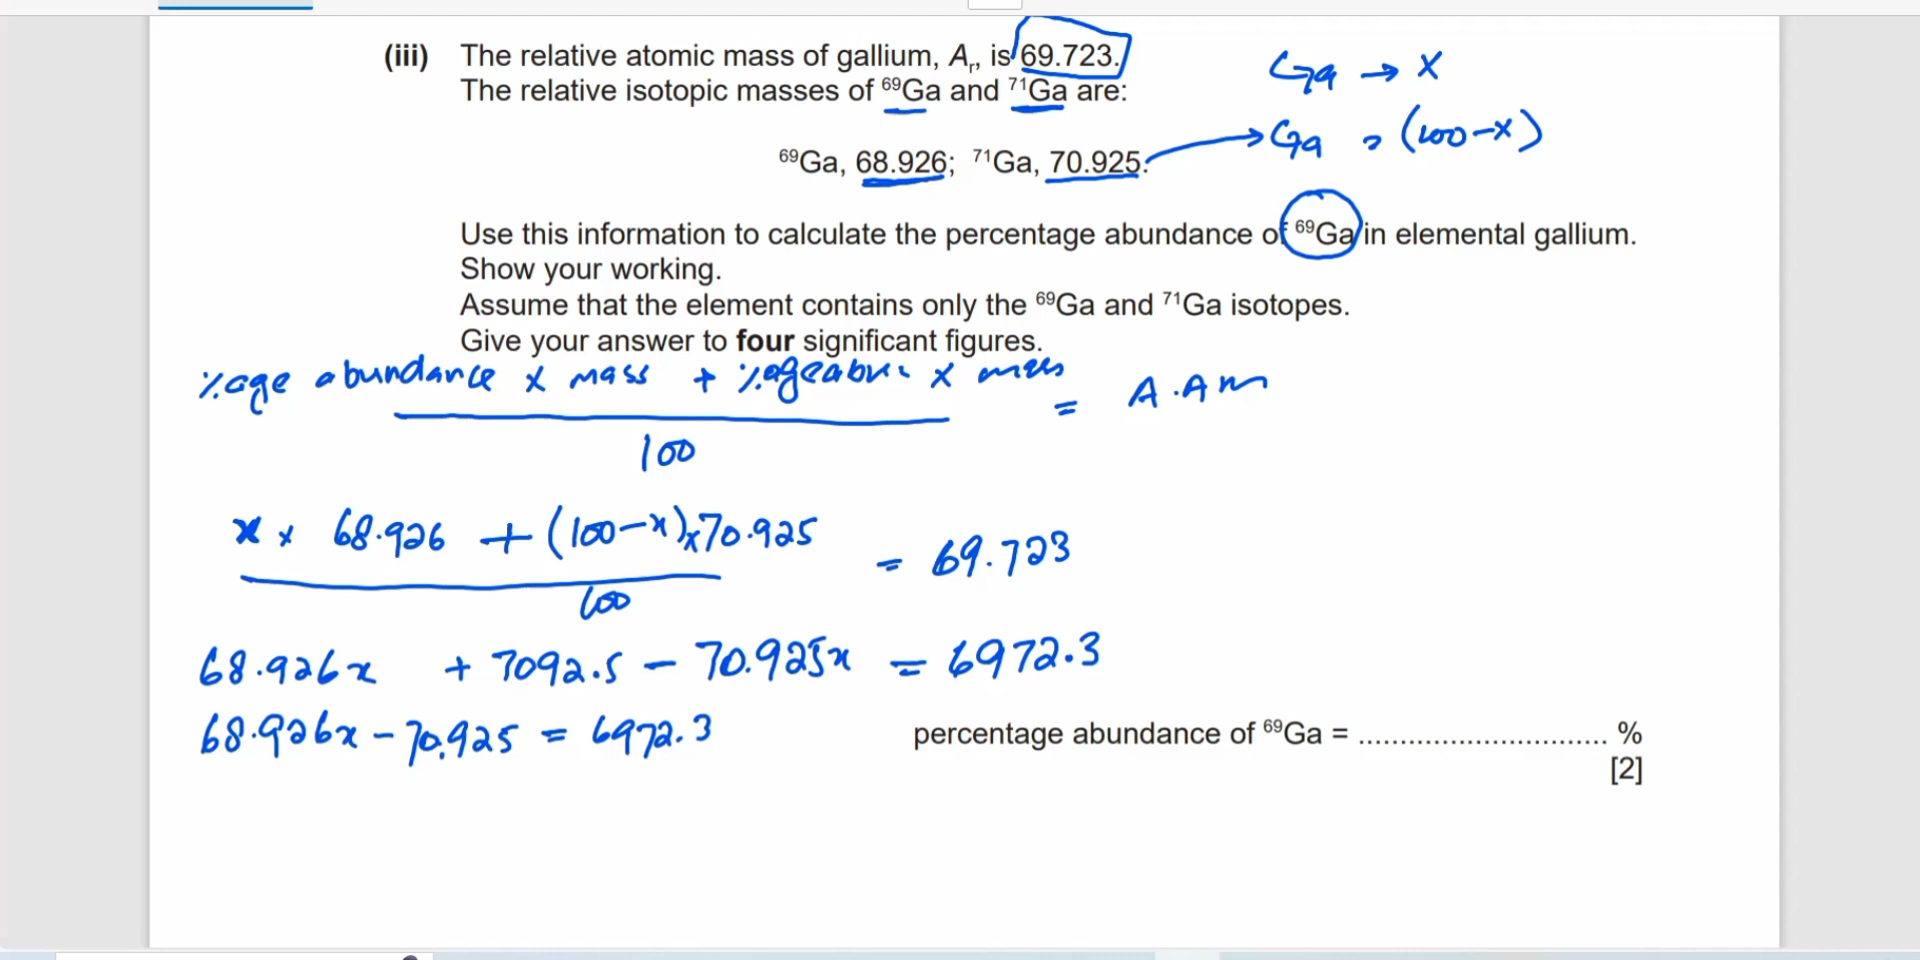 (iii) The relative atomic mass of gallium, Ar, is 69.723.
The relative isotopic masses of ⁶⁹Ga and ⁷¹Ga are:
Ga → x
Ga = (100-x)
⁶⁹Ga, 68.926; ⁷¹Ga, 70.925.
Use this information to calculate the percentage abundance of ⁶⁹Ga in elemental gallium.
Show your working.
Assume that the element contains only the ⁶⁹Ga and ⁷¹Ga isotopes.
Give your answer to four significant figures.
%age abundance x mass + %age abun. x mass = A.AM
100
x x 68.926 + (100-x)x70.925 = 69.723
100
68.926x + 7092.5 - 70.925x = 6972.3
68.926x - 70.925 = 6972.3
percentage abundance of ⁶⁹Ga = .............................. %
[2]